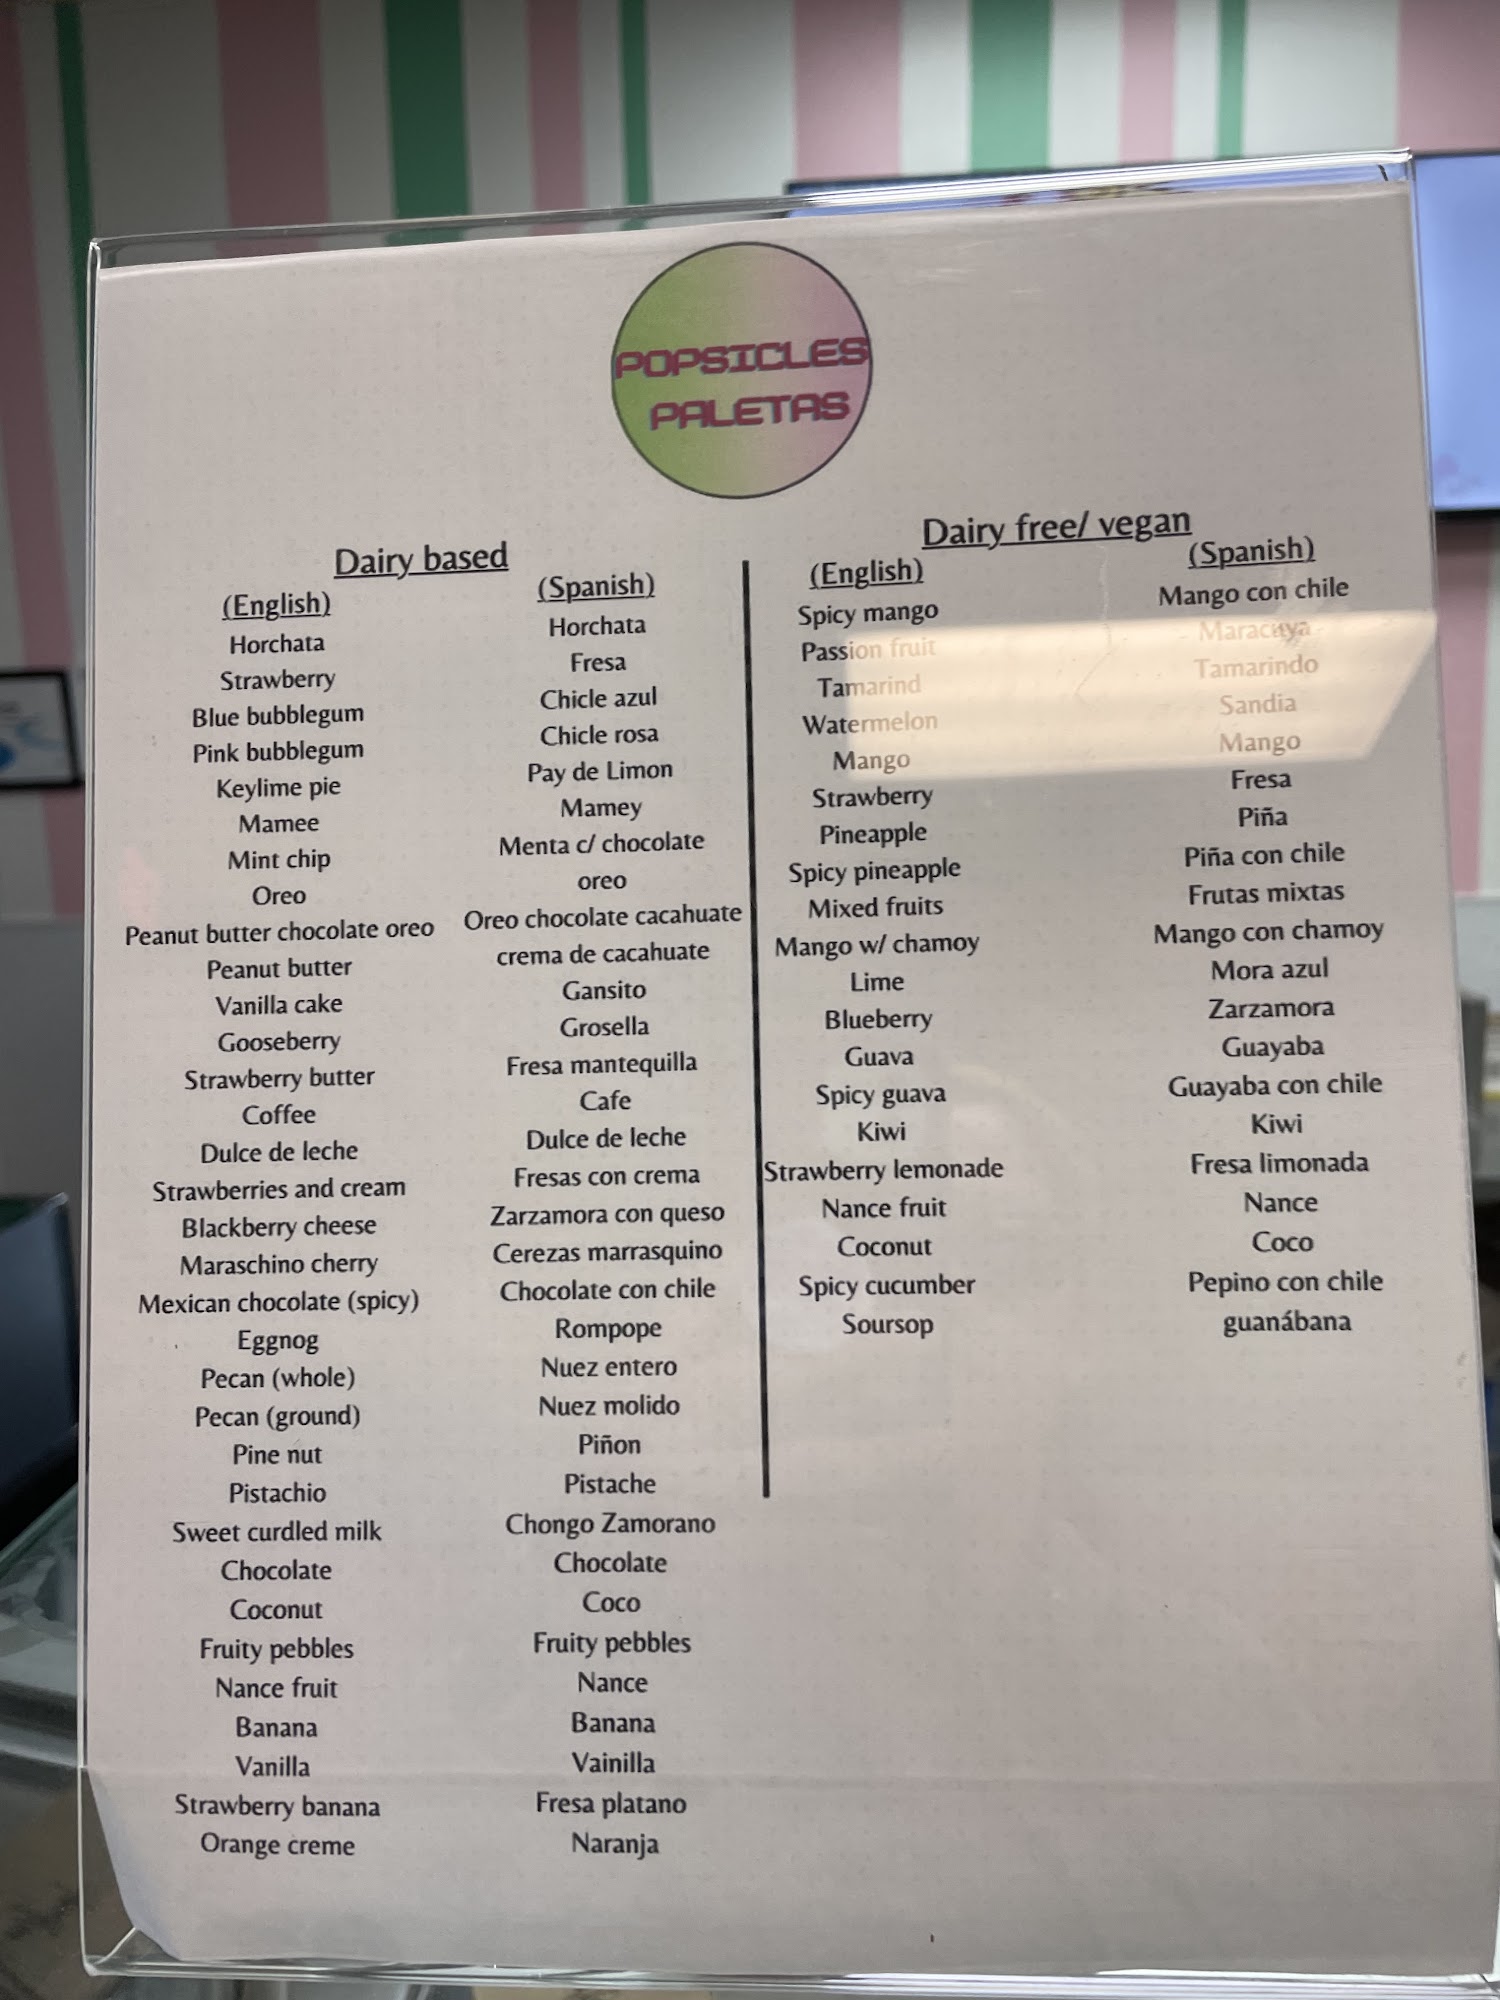 POPSICLES
PALETAS
Dairy based
(English)
Horchata
Strawberry
Blue bubblegum
Pink bubblegum
Keylime pie
Mamee
Mint chip
Oreo
Peanut butter chocolate oreo
Peanut butter
Vanilla cake
Gooseberry
Strawberry butter
Coffee
Dulce de leche
Strawberries and cream
Blackberry cheese
Maraschino cherry
Mexican chocolate (spicy)
Eggnog
Pecan (whole)
Pecan (ground)
Pine nut
Pistachio
Sweet curdled milk
Chocolate
Coconut
Fruity pebbles
Nance fruit
Banana
Vanilla
Strawberry banana
Orange creme
(Spanish)
Horchata
Fresa
Chicle azul
Chicle rosa
Pay de Limon
Mamey
Menta c/ chocolate
oreo
Oreo chocolate cacahuate
crema de cacahuate
Gansito
Grosella
Fresa mantequilla
Cafe
Dulce de leche
Fresas con crema
Zarzamora con queso
Cerezas marrasquino
Chocolate con chile
Rompope
Nuez entero
Nuez molido
Piñon
Pistache
Chongo Zamorano
Chocolate
Coco
Fruity pebbles
Nance
Banana
Vainilla
Fresa platano
Naranja
Dairy free/ vegan
(English)
Spicy mango
Passion fruit
Tamarind
Watermelon
Mango
Strawberry
Pineapple
Spicy pineapple
Mixed fruits
Mango w/ chamoy
Lime
Blueberry
Guava
Spicy guava
Kiwi
Strawberry lemonade
Nance fruit
Coconut
Spicy cucumber
Soursop
(Spanish)
Mango con chile
Maracuya
Tamarindo
Sandia
Mango
Fresa
Piña
Piña con chile
Frutas mixtas
Mango con chamoy
Mora azul
Zarzamora
Guayaba
Guayaba con chile
Kiwi
Fresa limonada
Nance
Coco
Pepino con chile
guanábana